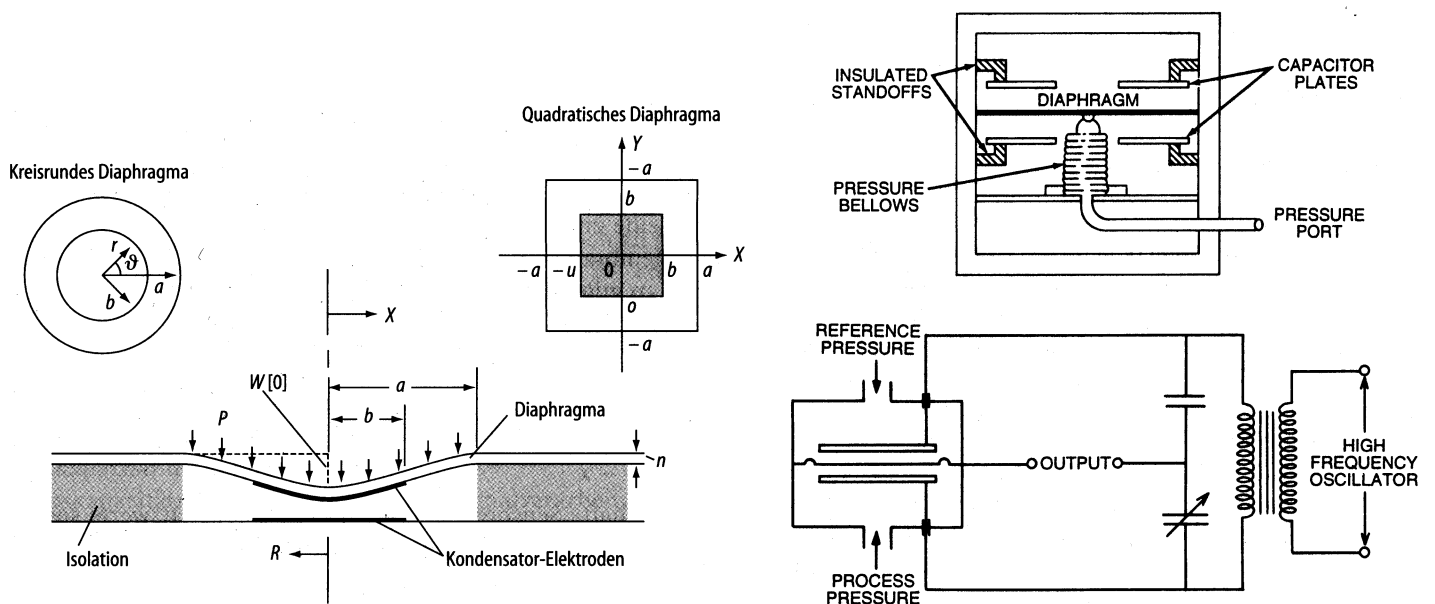 Kreisrundes Diaphragma
r
ϑ
a
b
Quadratisches Diaphragma
Y
–a
b
–a
–u
0
b
a
X
o
–a
X
W[0]
a
P
b
Diaphragma
n
Isolation
R
Kondensator-Elektroden
INSULATED
STANDOFFS
CAPACITOR
PLATES
DIAPHRAGM
PRESSURE
BELLOWS
PRESSURE
PORT
REFERENCE
PRESSURE
OUTPUT
HIGH
FREQUENCY
OSCILLATOR
PROCESS
PRESSURE